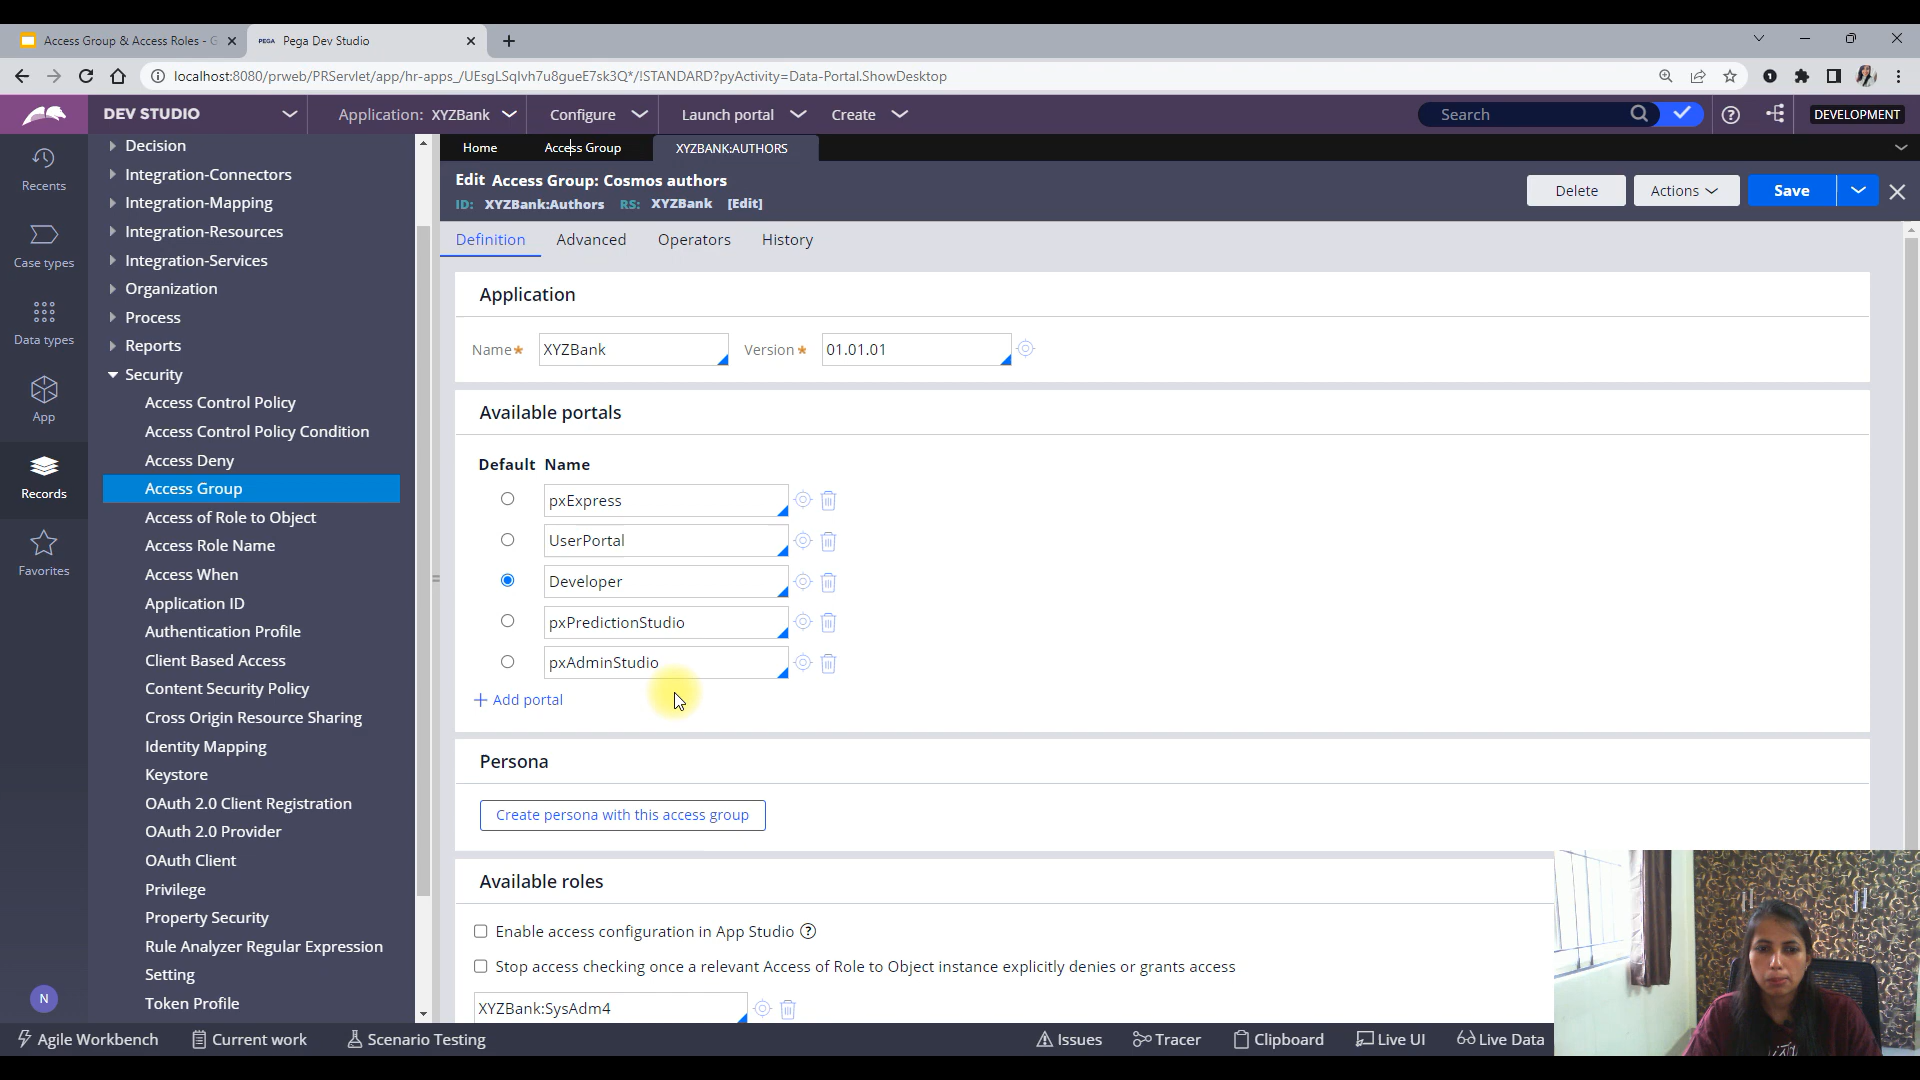 Access Group & Access Roles - G
PEGA Pega Dev Studio
localhost:8080/prweb/PRServlet/app/hr-apps_/UEsgLSqIvh7u8gueE7sk3Q*/!STANDARD?pyActivity=Data-Portal.ShowDesktop
DEV STUDIO
Application: XYZBank
Configure
Launch portal
Create
Search
DEVELOPMENT
Recents
Case types
Data types
App
Records
Favorites
N
Decision
Integration-Connectors
Integration-Mapping
Integration-Resources
Integration-Services
Organization
Process
Reports
Security
Access Control Policy
Access Control Policy Condition
Access Deny
Access Group
Access of Role to Object
Access Role Name
Access When
Application ID
Authentication Profile
Client Based Access
Content Security Policy
Cross Origin Resource Sharing
Identity Mapping
Keystore
OAuth 2.0 Client Registration
OAuth 2.0 Provider
OAuth Client
Privilege
Property Security
Rule Analyzer Regular Expression
Setting
Token Profile
Home
Access Group
XYZBANK:AUTHORS
Edit Access Group: Cosmos authors
ID: XYZBank:Authors RS: XYZBank [Edit]
Delete
Actions
Save
Definition
Advanced
Operators
History
Application
Name* XYZBank Version* 01.01.01
Available portals
Default Name
pxExpress
UserPortal
Developer
pxPredictionStudio
pxAdminStudio
+ Add portal
Persona
Create persona with this access group
Available roles
Enable access configuration in App Studio ?
Stop access checking once a relevant Access of Role to Object instance explicitly denies or grants access
XYZBank:SysAdm4
Agile Workbench
Current work
Scenario Testing
Issues
Tracer
Clipboard
Live UI
Live Data